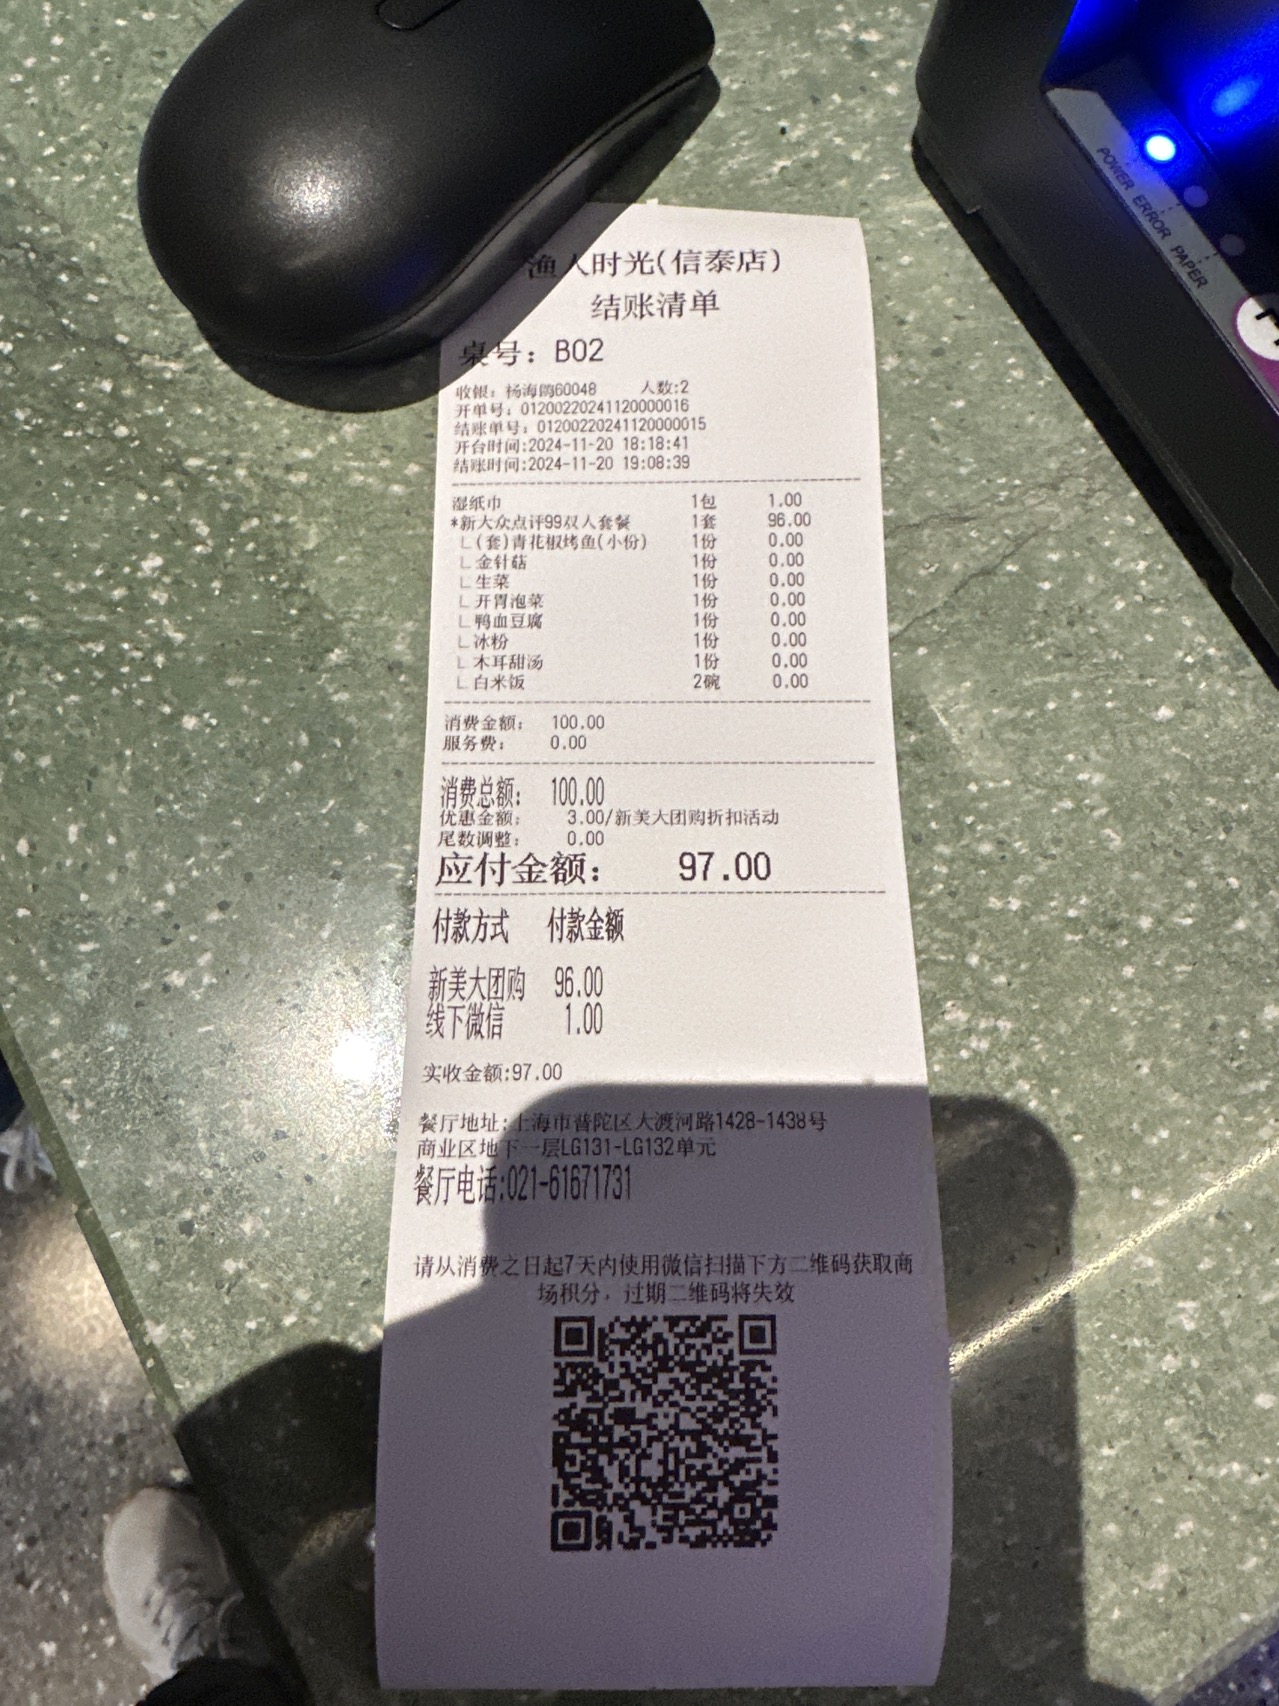 POWER ERROR PAPER
渔人时光(信泰店)
结账清单
桌号: B02
收银: 杨海鸽60048 人数:2
开单号: 01200220241120000016
结账单号: 01200220241120000015
开台时间:2024-11-20 18:18:41
结账时间:2024-11-20 19:08:39
湿纸巾 1包 1.00
*新大众点评99双人套餐 1套 96.00
(套)青花椒烤鱼(小份) 1份 0.00
金针菇 1份 0.00
生菜 1份 0.00
开胃泡菜 1份 0.00
鸭血豆腐 1份 0.00
冰粉 1份 0.00
木耳甜汤 1份 0.00
白米饭 2碗 0.00
消费金额: 100.00
服务费: 0.00
消费总额: 100.00
优惠金额: 3.00/新美大团购折扣活动
尾数调整: 0.00
应付金额: 97.00
付款方式 付款金额
新美大团购 96.00
线下微信 1.00
实收金额:97.00
餐厅地址:上海市普陀区大渡河路1428-1438号
商业区地下一层LG131-LG132单元
餐厅电话:021-61671731
请从消费之日起7天内使用微信扫描下方二维码获取商
场积分，过期二维码将失效